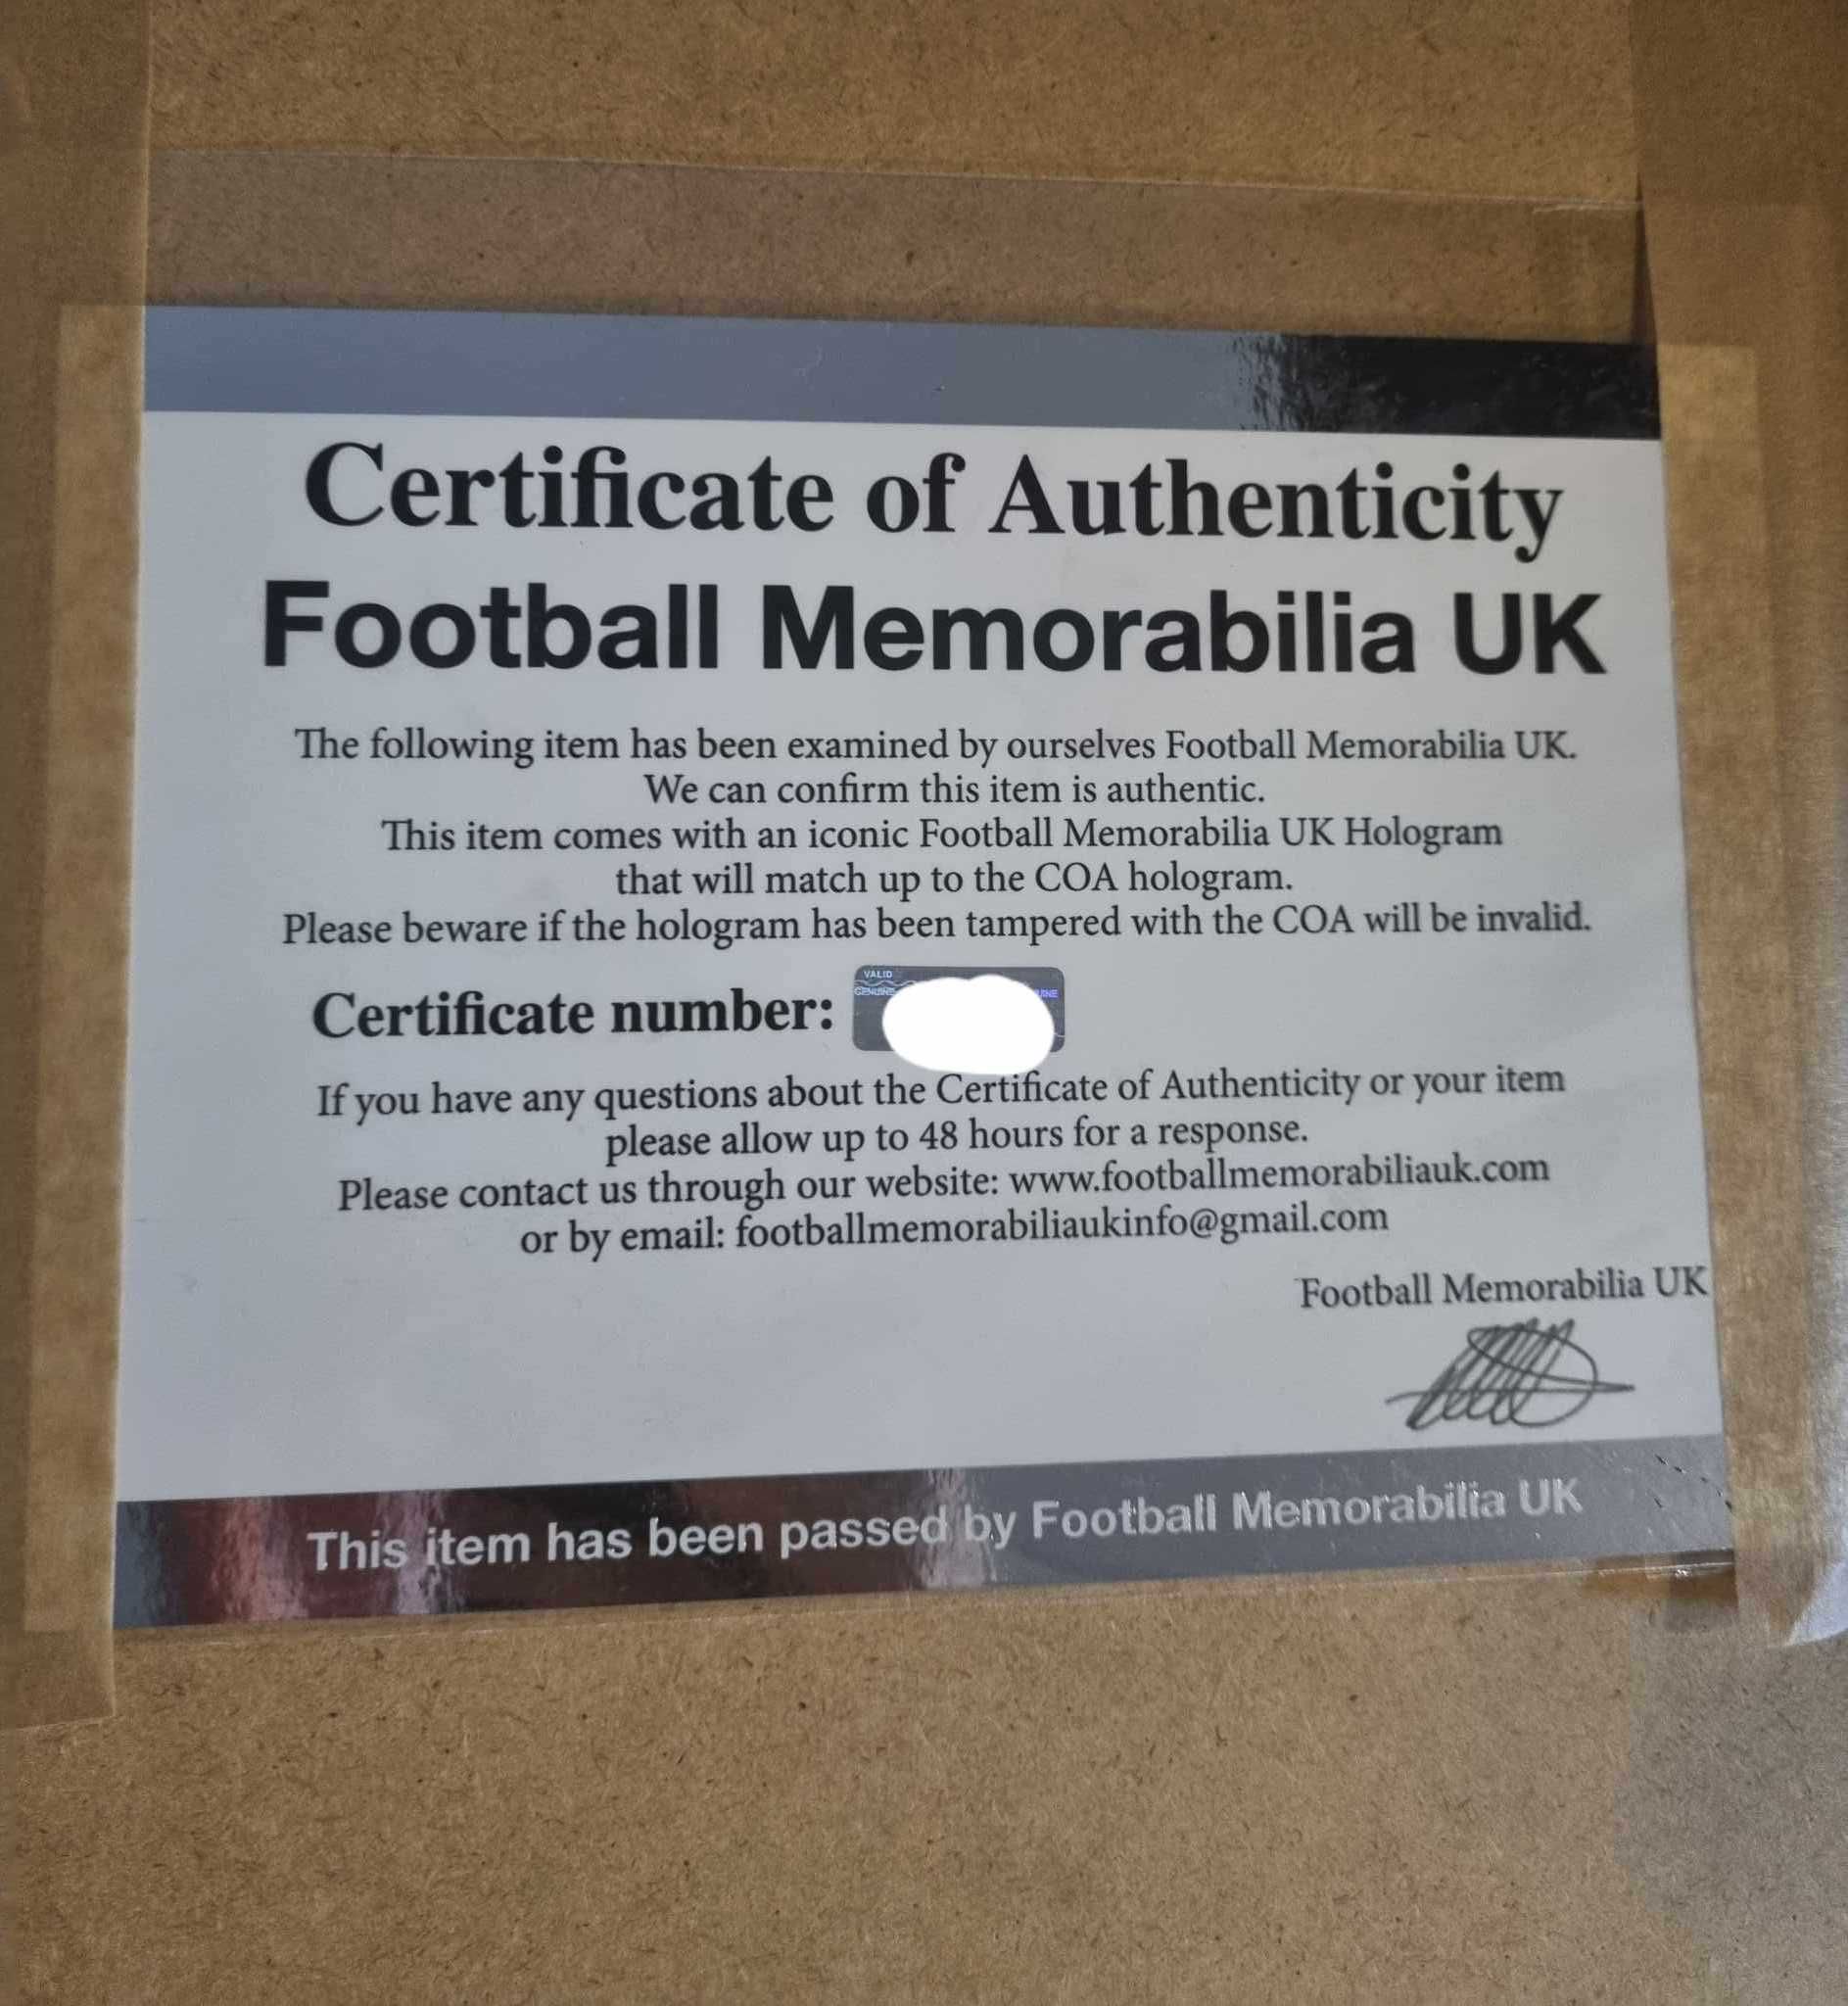 Certificate of Authenticity
Football Memorabilia UK
The following item has been examined by ourselves Football Memorabilia UK.
We can confirm this item is authentic.
This item comes with an iconic Football Memorabilia UK Hologram
that will match up to the COA hologram.
Please beware if the hologram has been tampered with the COA will be invalid.
Certificate number:
VALID
GENUINE
If you have any questions about the Certificate of Authenticity or your item
please allow up to 48 hours for a response.
Please contact us through our website: www.footballmemorabiliauk.com
or by email: footballmemorabiliaukinfo@gmail.com
Football Memorabilia UK
This item has been passed by Football Memorabilia UK